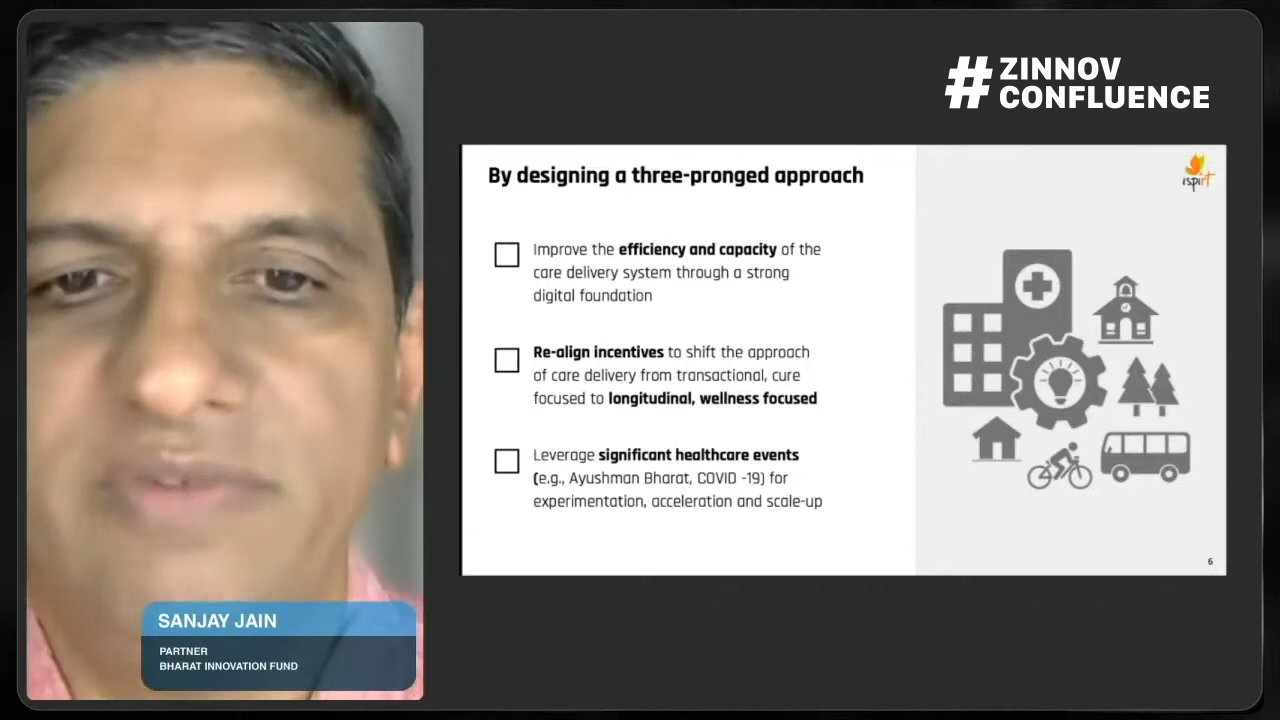 # ZINNOV
CONFLUENCE
By designing a three-pronged approach
ispirt
Improve the efficiency and capacity of the
care delivery system through a strong
digital foundation
Re-align incentives to shift the approach
of care delivery from transactional, cure
focused to longitudinal, wellness focused
Leverage significant healthcare events
(e.g., Ayushman Bharat, COVID -19) for
experimentation, acceleration and scale-up
6
SANJAY JAIN
PARTNER
BHARAT INNOVATION FUND